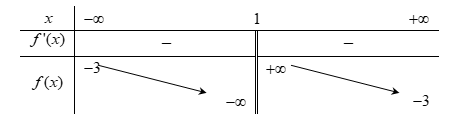 x −∞ 1 +∞
f'(x) − −
f(x) −3 −∞ +∞ −3